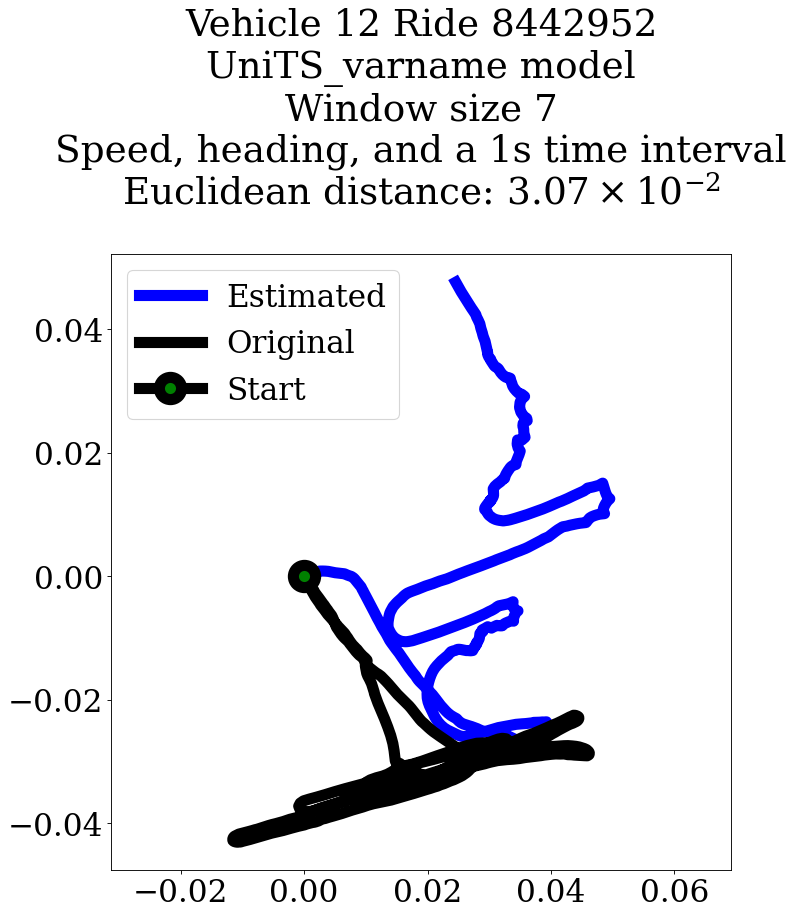 Vehicle 12 Ride 8442952
UniTS_varname model
Window size 7
Speed, heading, and a 1s time interval
Euclidean distance: 3.07 × 10⁻²
Estimated
Original
Start
0.04
0.02
0.00
−0.02
−0.04
−0.02 0.00 0.02 0.04 0.06